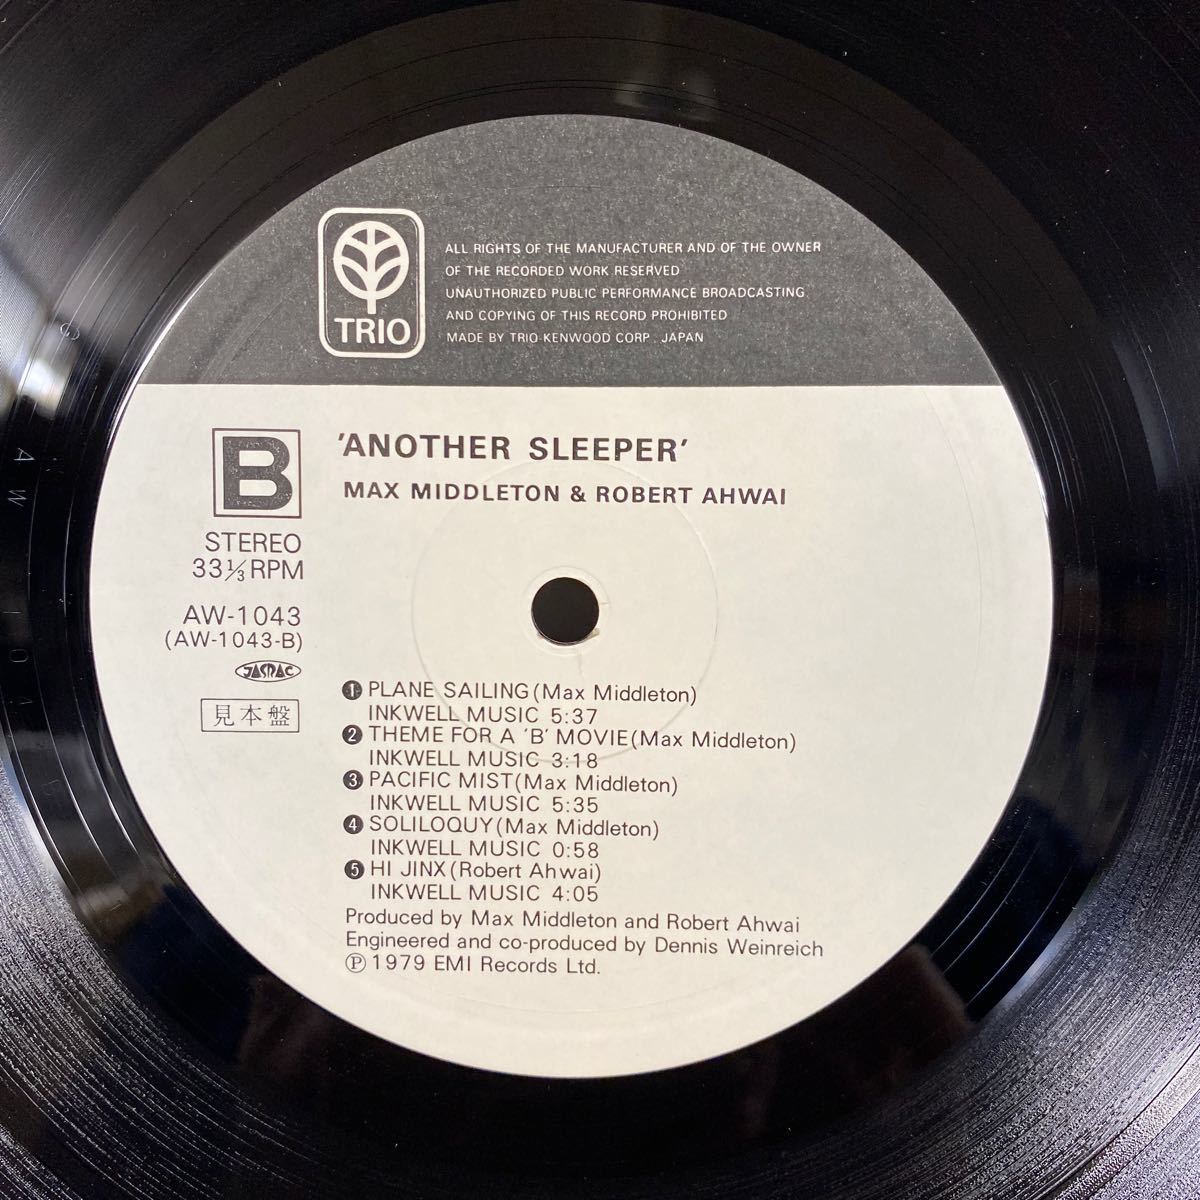 TRIO
ALL RIGHTS OF THE MANUFACTURER AND OF THE OWNER
OF THE RECORDED WORK RESERVED
UNAUTHORIZED PUBLIC PERFORMANCE BROADCASTING
AND COPYING OF THIS RECORD PROHIBITED
MADE BY TRIO-KENWOOD CORP. JAPAN
B
STEREO
33⅓ RPM
AW-1043
(AW-1043-B)
JASRAC
見本盤
'ANOTHER SLEEPER'
MAX MIDDLETON & ROBERT AHWAI
❶ PLANE SAILING (Max Middleton)
INKWELL MUSIC 5:37
❷ THEME FOR A 'B' MOVIE (Max Middleton)
INKWELL MUSIC 3:18
❸ PACIFIC MIST (Max Middleton)
INKWELL MUSIC 5:35
❹ SOLILOQUY (Max Middleton)
INKWELL MUSIC 0:58
❺ HI JINX (Robert Ahwai)
INKWELL MUSIC 4:05
Produced by Max Middleton and Robert Ahwai
Engineered and co-produced by Dennis Weinreich
℗ 1979 EMI Records Ltd.